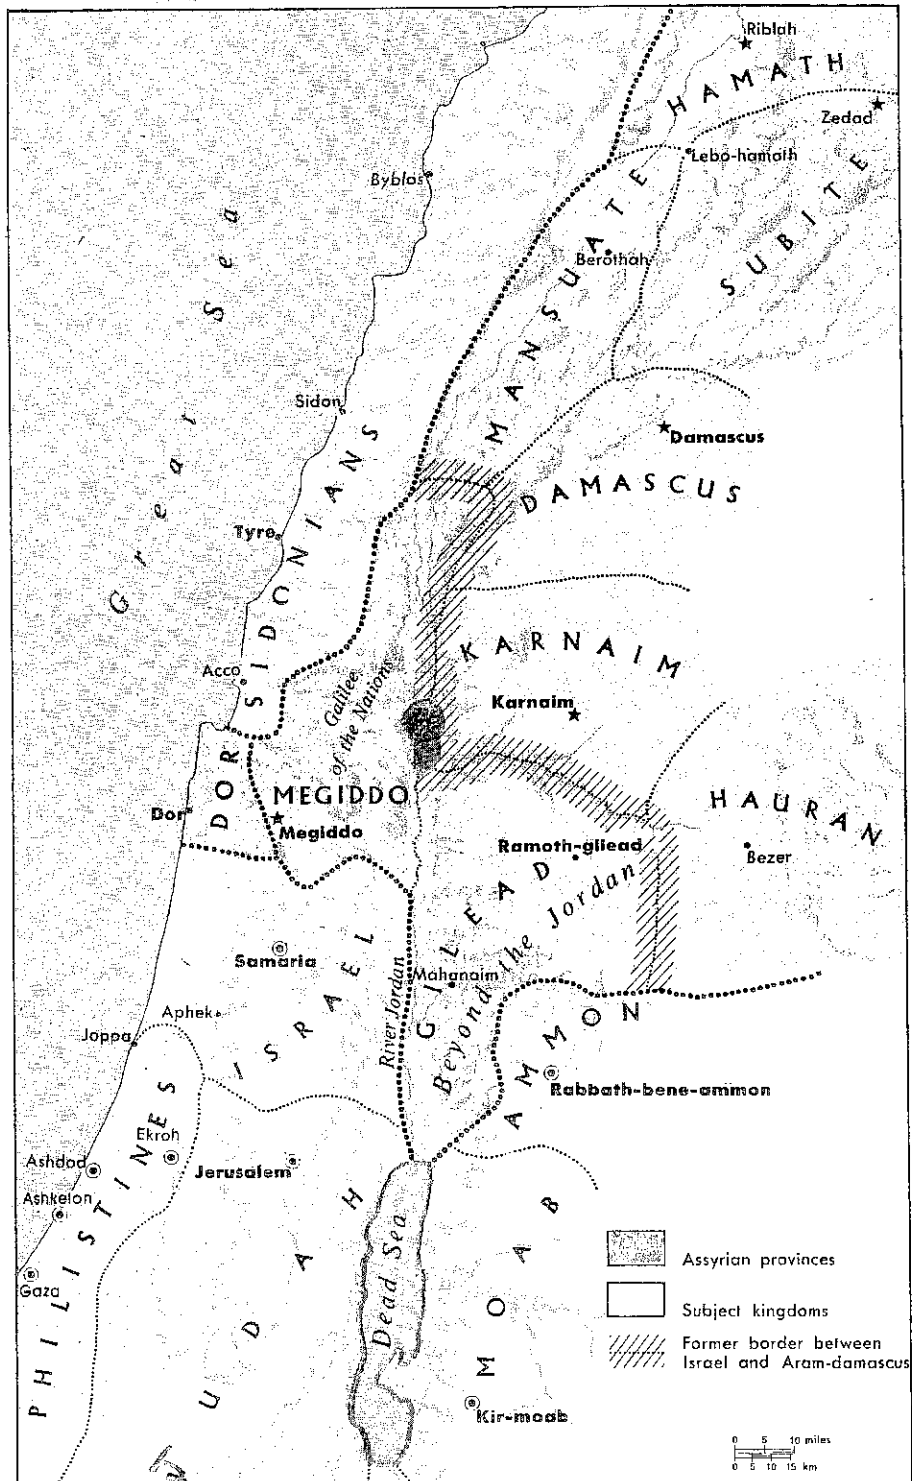 Riblah
HAMATH
Zedad
Lebo-hamath
Byblos
SUBITE
MANSUATE
Berothah
Great Sea
Sidon
Damascus
DAMASCUS
SIDONIANS
Tyre
KARNAIM
Acco
Galilee
of the Nations
Karnaim
DOR
MEGIDDO
HAURAN
Dor
Megiddo
Ramoth-gilead
Bezer
GILEAD
Beyond the Jordan
Samaria
ISRAEL
River Jordan
Mahanaim
Aphek
Joppa
AMMON
Rabbath-bene-ammon
PHILISTINES
Ekroh
Ashdod
Jerusalem
Ashkelon
JUDAH
Dead Sea
MOAB
Gaza
Kir-moab
Assyrian provinces
Subject kingdoms
Former border between
Israel and Aram-damascus
0 5 10 miles
0 5 10 15 km